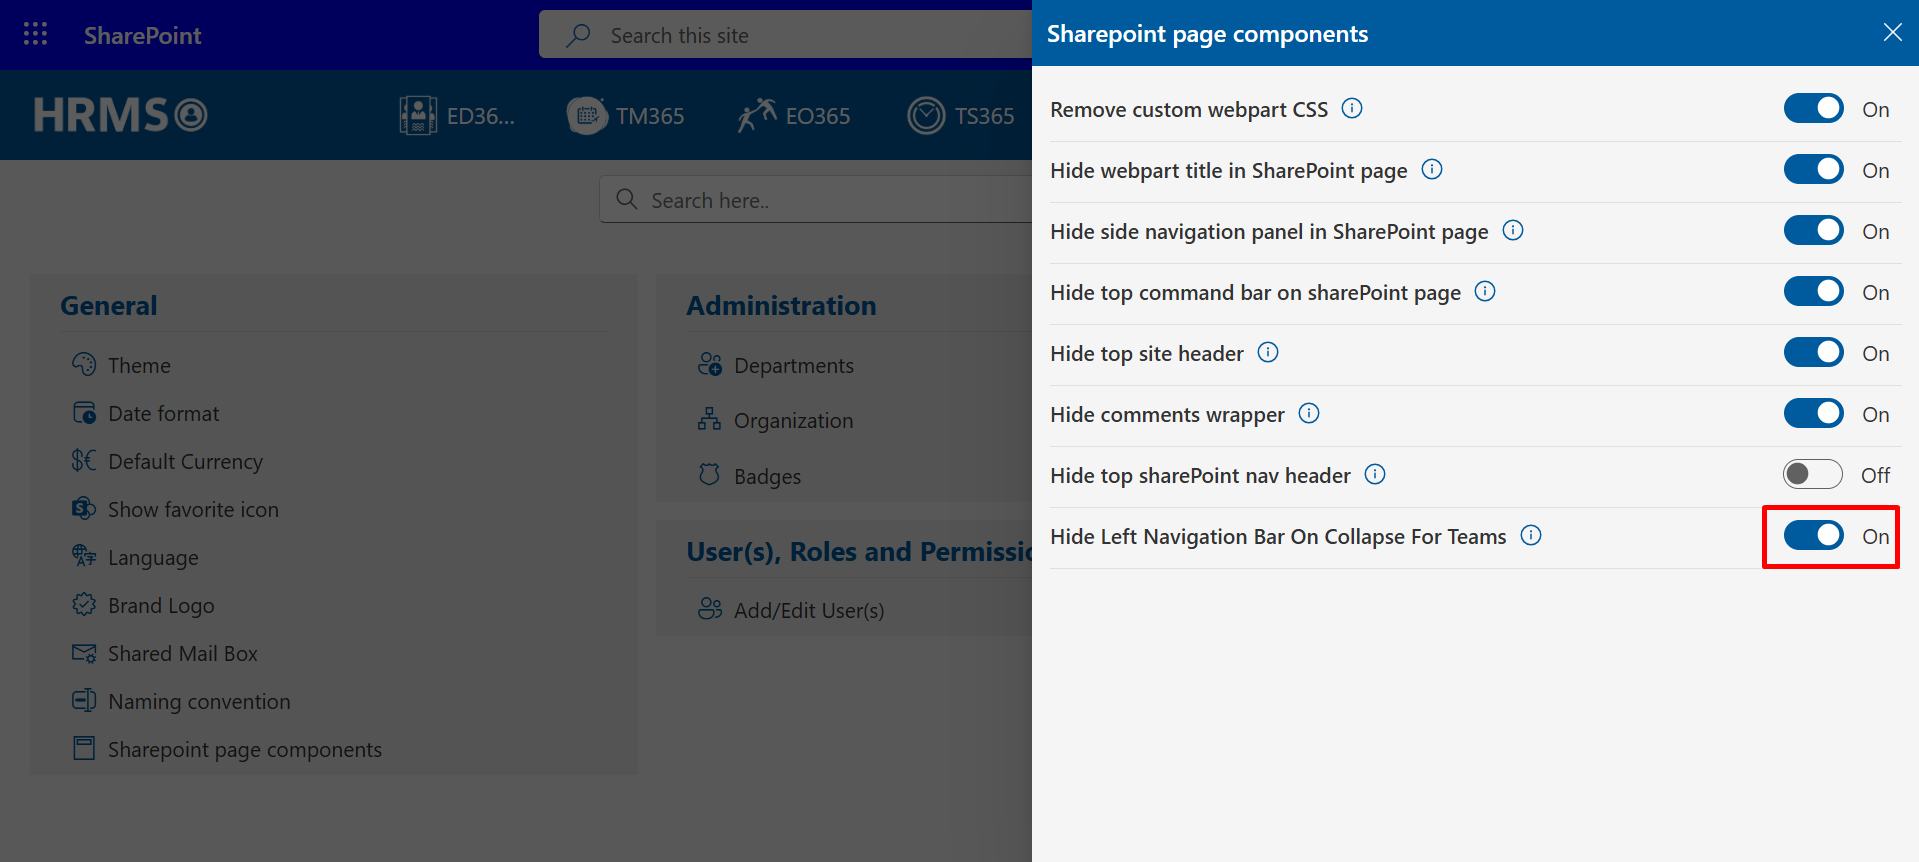 SharePoint
Search this site
HRMS
ED36...
TM365
EO365
TS365
Search here..
General
Theme
Date format
Default Currency
Show favorite icon
Language
Brand Logo
Shared Mail Box
Naming convention
Sharepoint page components
Administration
Departments
Organization
Badges
User(s), Roles and Permissio
Add/Edit User(s)
Sharepoint page components
Remove custom webpart CSS On
Hide webpart title in SharePoint page On
Hide side navigation panel in SharePoint page On
Hide top command bar on sharePoint page On
Hide top site header On
Hide comments wrapper On
Hide top sharePoint nav header Off
Hide Left Navigation Bar On Collapse For Teams On